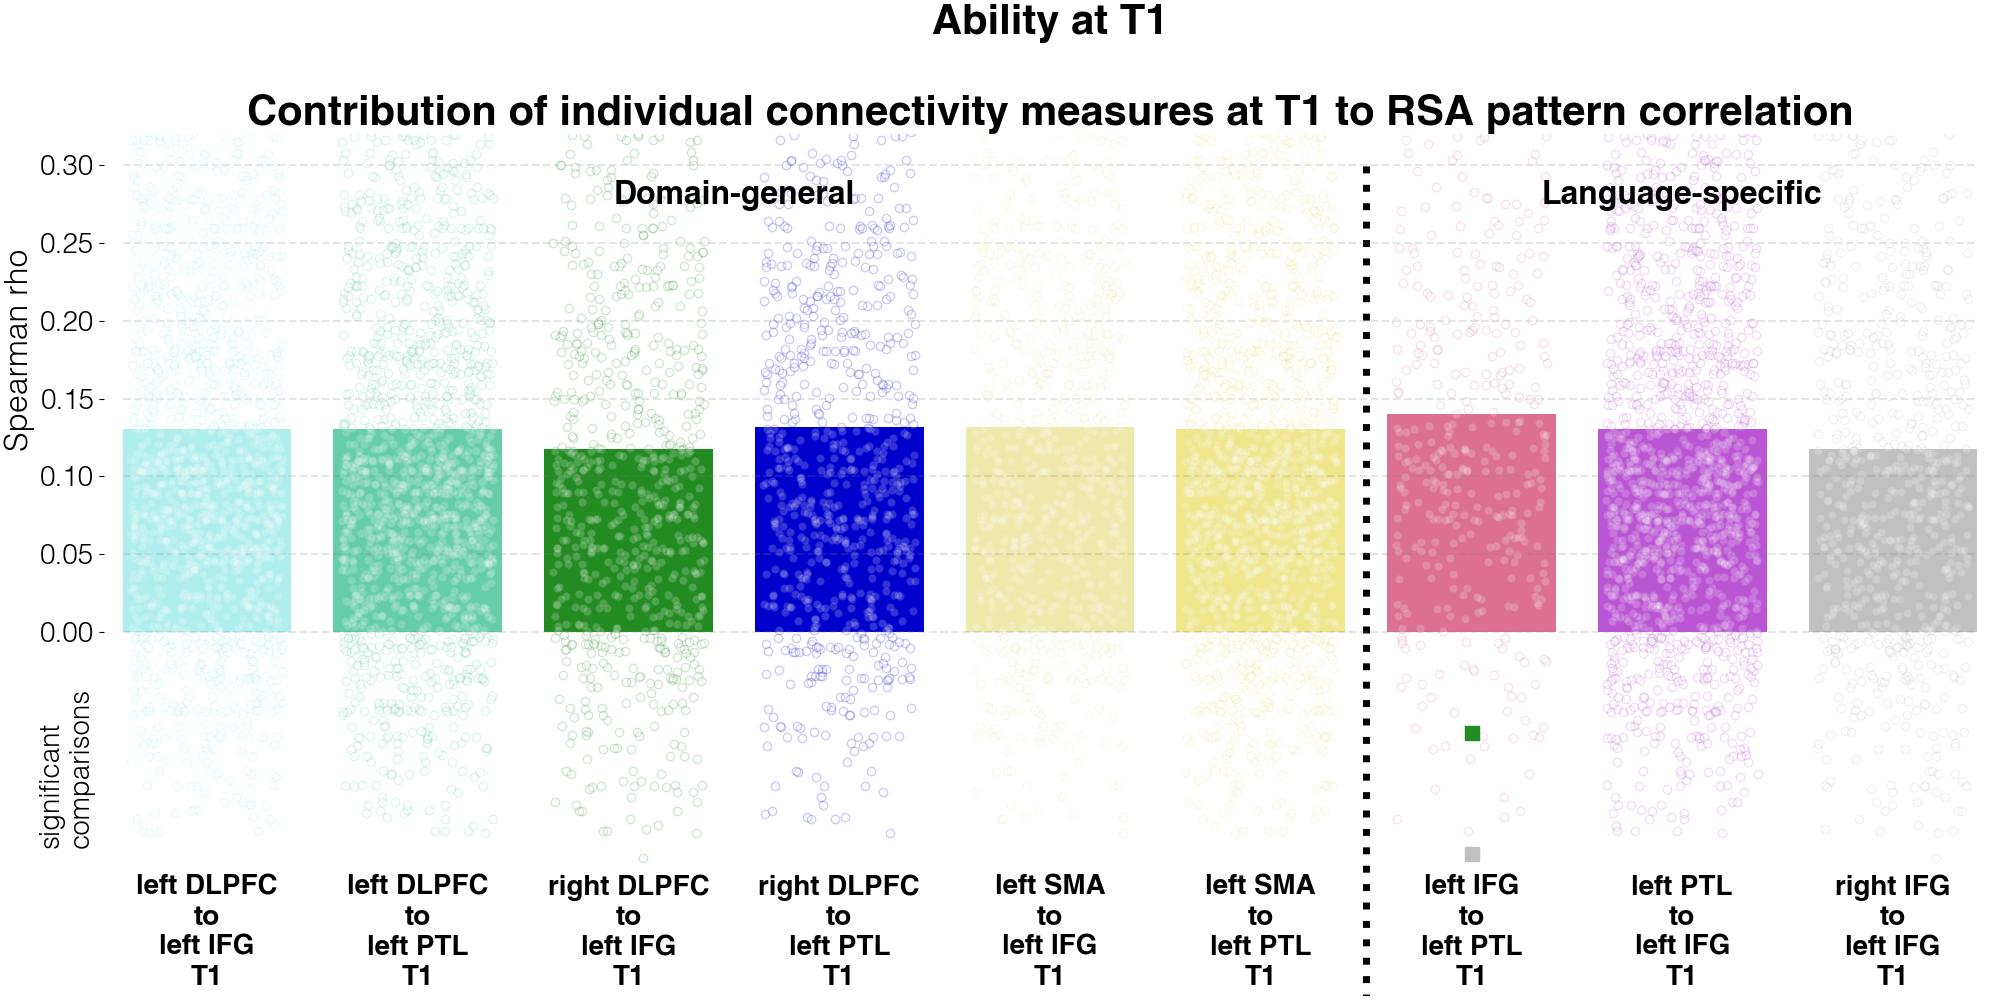 Ability at T1
Contribution of individual connectivity measures at T1 to RSA pattern correlation
Domain-general
Language-specific
Spearman rho
0.30
0.25
0.20
0.15
0.10
0.05
0.00
significant
comparisons
left DLPFC
to
left IFG
T1
left DLPFC
to
left PTL
T1
right DLPFC
to
left IFG
T1
right DLPFC
to
left PTL
T1
left SMA
to
left IFG
T1
left SMA
to
left PTL
T1
left IFG
to
left PTL
T1
left PTL
to
left IFG
T1
right IFG
to
left IFG
T1